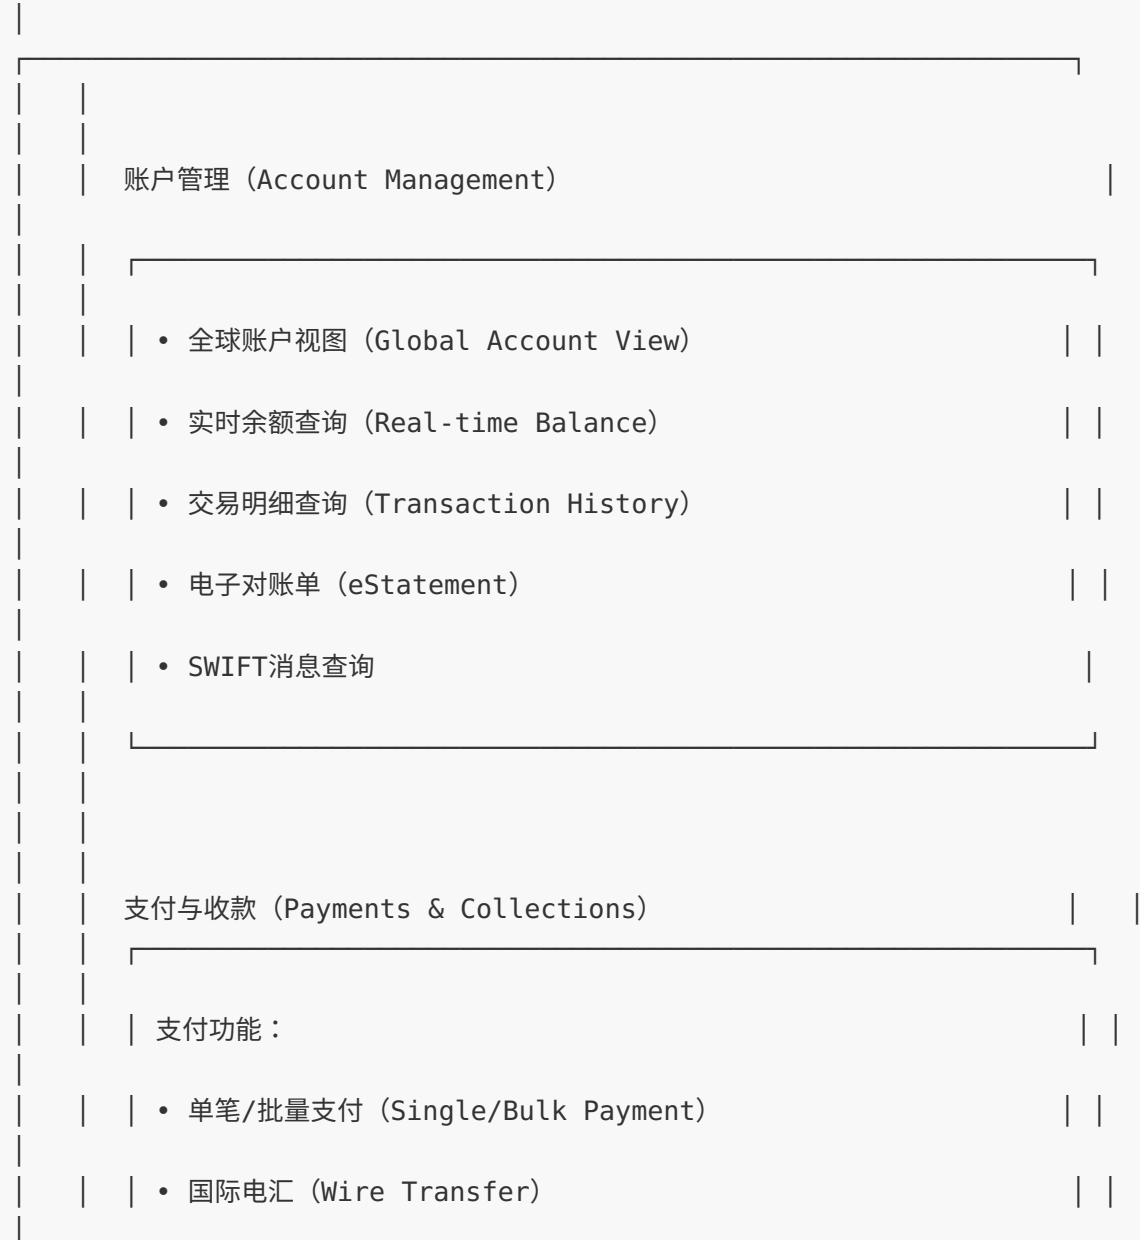 账户管理（Account Management）
• 全球账户视图（Global Account View）
• 实时余额查询（Real-time Balance）
• 交易明细查询（Transaction History）
• 电子对账单（eStatement）
• SWIFT消息查询
支付与收款（Payments & Collections）
支付功能：
• 单笔/批量支付（Single/Bulk Payment）
• 国际电汇（Wire Transfer）